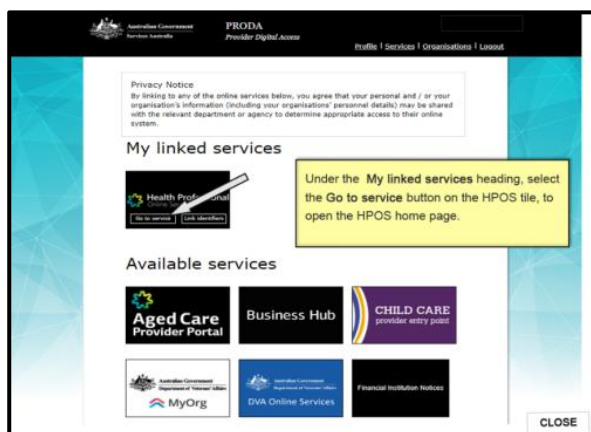 Australian Government
Services Australia
PRODA
Provider Digital Access
Profile | Services | Organisations | Logout
Privacy Notice
By linking to any of the online services below, you agree that your personal and / or your
organisation's information (including your organisations' personnel details) may be shared
with the relevant department or agency to determine appropriate access to their online
system.
My linked services
Health Professional
Online Services
Go to service
Link identifiers
Under the My linked services heading, select
the Go to service button on the HPOS tile, to
open the HPOS home page.
Available services
Aged Care
Provider Portal
Business Hub
CHILD CARE
provider entry point
Australian Government
Department of Veterans' Affairs
MyOrg
Australian Government
Department of Veterans' Affairs
DVA Online Services
Financial Institution Notices
CLOSE